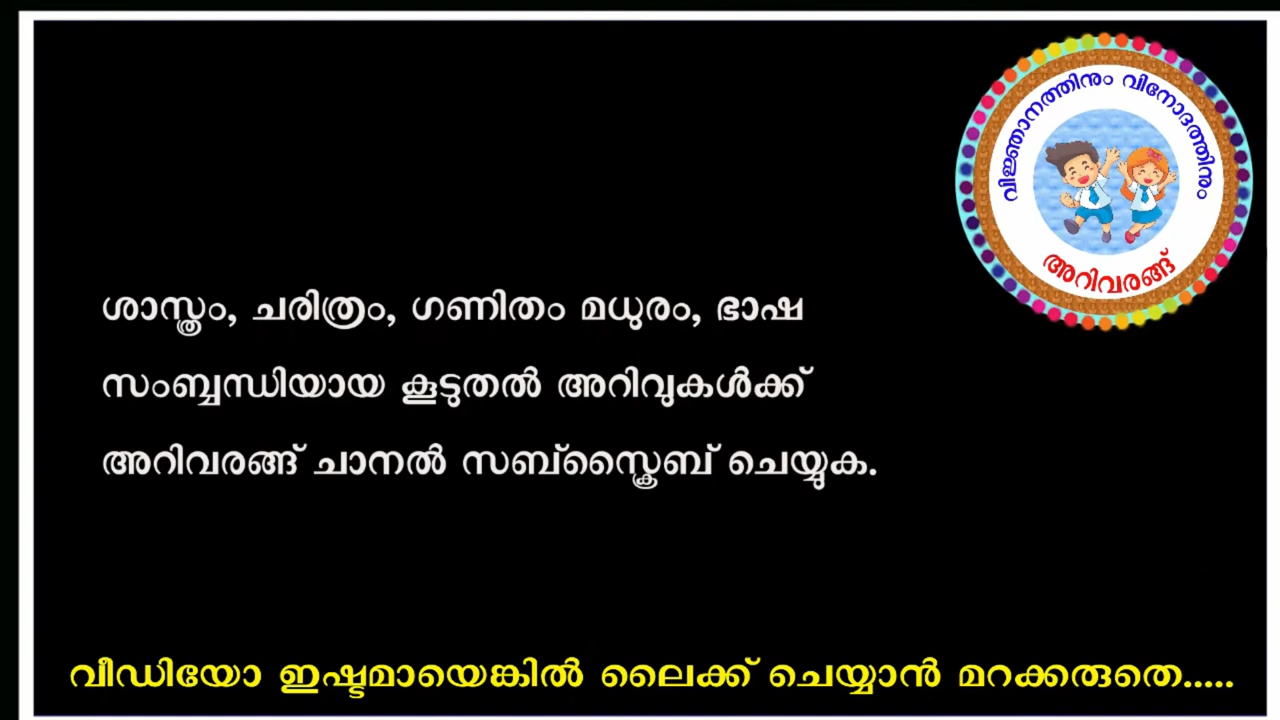 വിജ്ഞാനത്തിനും വിനോദത്തിനും
അറിവരങ്ങ്
ശാസ്ത്രം, ചരിത്രം, ഗണിതം മധുരം, ഭാഷ
സംബ്ബന്ധിയായ കൂടുതൽ അറിവുകൾക്ക്
അറിവരങ്ങ് ചാനൽ സബ്സ്ക്രൈബ് ചെയ്യുക.
വീഡിയോ ഇഷ്ടമായെങ്കിൽ ലൈക്ക് ചെയ്യാൻ മറക്കരുതെ.....